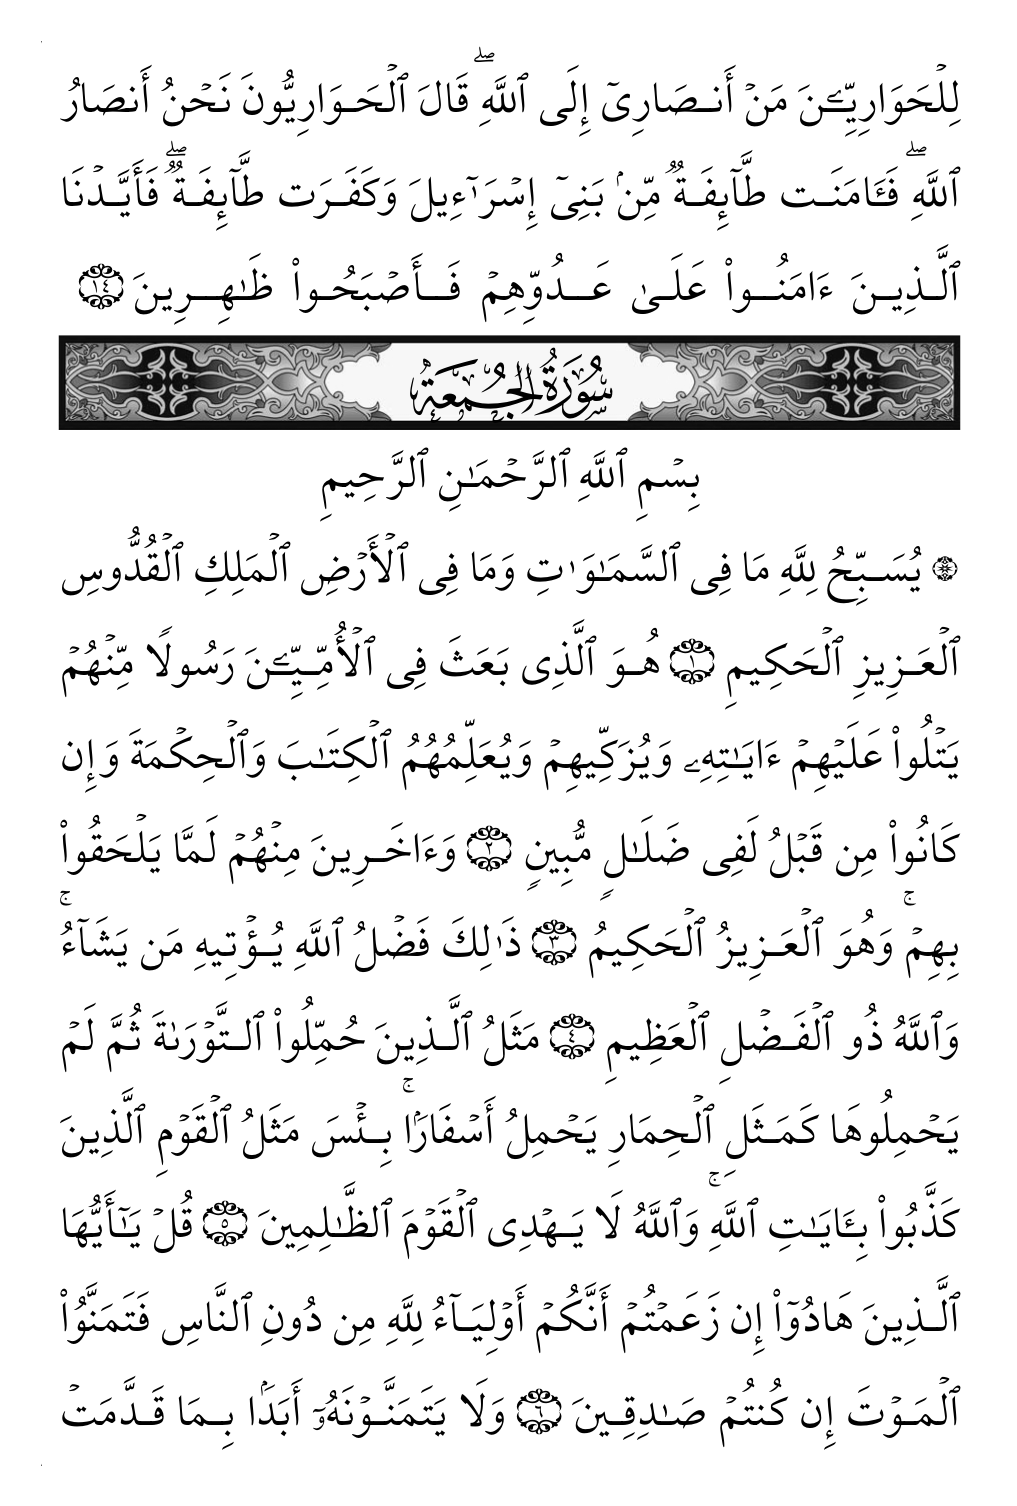 لِلۡحَوَارِيِّـۧنَ مَنۡ أَنصَارِيٓ إِلَى ٱللَّهِۖ قَالَ ٱلۡحَوَارِيُّونَ نَحۡنُ أَنصَارُ
ٱللَّهِۖ فَـَٔامَنَت طَّآئِفَةٞ مِّنۢ بَنِيٓ إِسۡرَٰٓءِيلَ وَكَفَرَت طَّآئِفَةٞۖ فَأَيَّدۡنَا
ٱلَّذِينَ ءَامَنُواْ عَلَىٰ عَدُوِّهِمۡ فَأَصۡبَحُواْ ظَٰهِرِينَ ١٤
سُورَةُ الجُمُعَةِ
بِسۡمِ ٱللَّهِ ٱلرَّحۡمَٰنِ ٱلرَّحِيمِ
۞ يُسَبِّحُ لِلَّهِ مَا فِي ٱلسَّمَٰوَٰتِ وَمَا فِي ٱلۡأَرۡضِ ٱلۡمَلِكِ ٱلۡقُدُّوسِ
ٱلۡعَزِيزِ ٱلۡحَكِيمِ ١ هُوَ ٱلَّذِي بَعَثَ فِي ٱلۡأُمِّيِّـۧنَ رَسُولٗا مِّنۡهُمۡ
يَتۡلُواْ عَلَيۡهِمۡ ءَايَٰتِهِۦ وَيُزَكِّيهِمۡ وَيُعَلِّمُهُمُ ٱلۡكِتَٰبَ وَٱلۡحِكۡمَةَ وَإِن
كَانُواْ مِن قَبۡلُ لَفِي ضَلَٰلٖ مُّبِينٖ ٢ وَءَاخَرِينَ مِنۡهُمۡ لَمَّا يَلۡحَقُواْ
بِهِمۡۚ وَهُوَ ٱلۡعَزِيزُ ٱلۡحَكِيمُ ٣ ذَٰلِكَ فَضۡلُ ٱللَّهِ يُؤۡتِيهِ مَن يَشَآءُۚ
وَٱللَّهُ ذُو ٱلۡفَضۡلِ ٱلۡعَظِيمِ ٤ مَثَلُ ٱلَّذِينَ حُمِّلُواْ ٱلتَّوۡرَىٰةَ ثُمَّ لَمۡ
يَحۡمِلُوهَا كَمَثَلِ ٱلۡحِمَارِ يَحۡمِلُ أَسۡفَارَۢاۚ بِئۡسَ مَثَلُ ٱلۡقَوۡمِ ٱلَّذِينَ
كَذَّبُواْ بِـَٔايَٰتِ ٱللَّهِۚ وَٱللَّهُ لَا يَهۡدِي ٱلۡقَوۡمَ ٱلظَّٰلِمِينَ ٥ قُلۡ يَٰٓأَيُّهَا
ٱلَّذِينَ هَادُوٓاْ إِن زَعَمۡتُمۡ أَنَّكُمۡ أَوۡلِيَآءُ لِلَّهِ مِن دُونِ ٱلنَّاسِ فَتَمَنَّوُاْ
ٱلۡمَوۡتَ إِن كُنتُمۡ صَٰدِقِينَ ٦ وَلَا يَتَمَنَّوۡنَهُۥٓ أَبَدَۢا بِمَا قَدَّمَتۡ